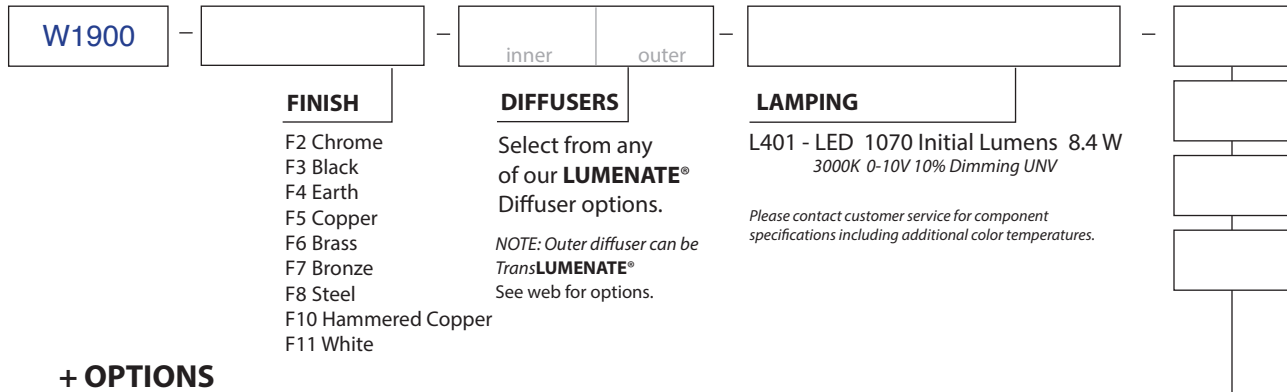 W1900 – – – –
inner outer
FINISH
F2 Chrome
F3 Black
F4 Earth
F5 Copper
F6 Brass
F7 Bronze
F8 Steel
F10 Hammered Copper
F11 White
DIFFUSERS
Select from any
of our LUMENATE®
Diffuser options.
NOTE: Outer diffuser can be
TransLUMENATE®
See web for options.
LAMPING
L401 - LED 1070 Initial Lumens 8.4 W
3000K 0-10V 10% Dimming UNV
Please contact customer service for component
specifications including additional color temperatures.
+ OPTIONS